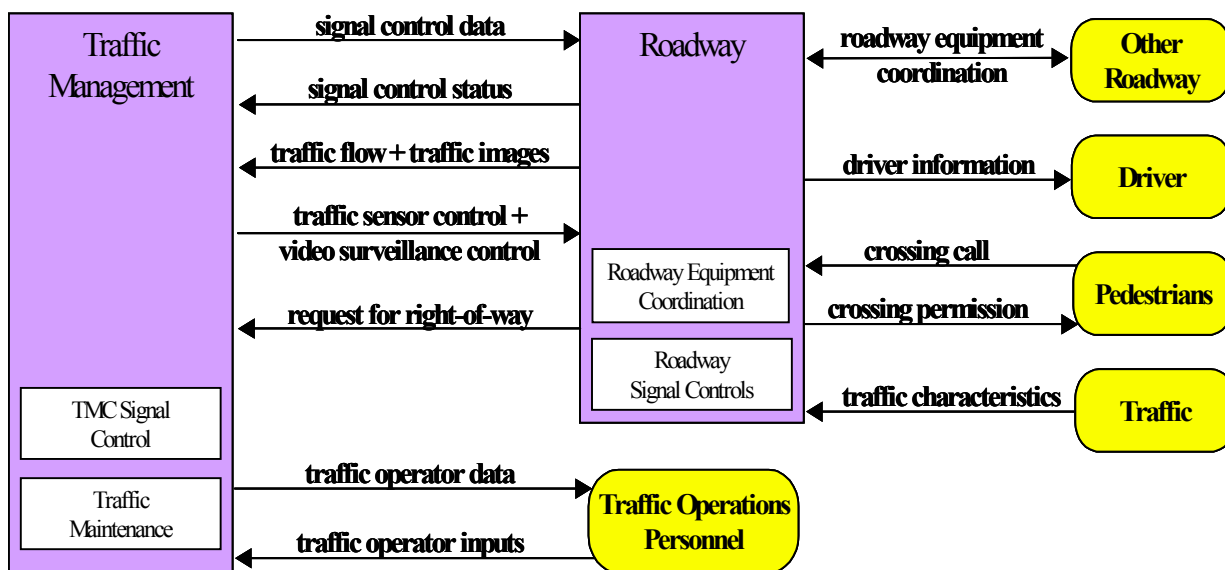 Traffic
Management
signal control data
signal control status
traffic flow + traffic images
traffic sensor control +
video surveillance control
request for right-of-way
TMC Signal
Control
Traffic
Maintenance
traffic operator data
traffic operator inputs
Roadway
Roadway Equipment
Coordination
Roadway
Signal Controls
Traffic Operations
Personnel
roadway equipment
coordination
driver information
crossing call
crossing permission
traffic characteristics
Other
Roadway
Driver
Pedestrians
Traffic